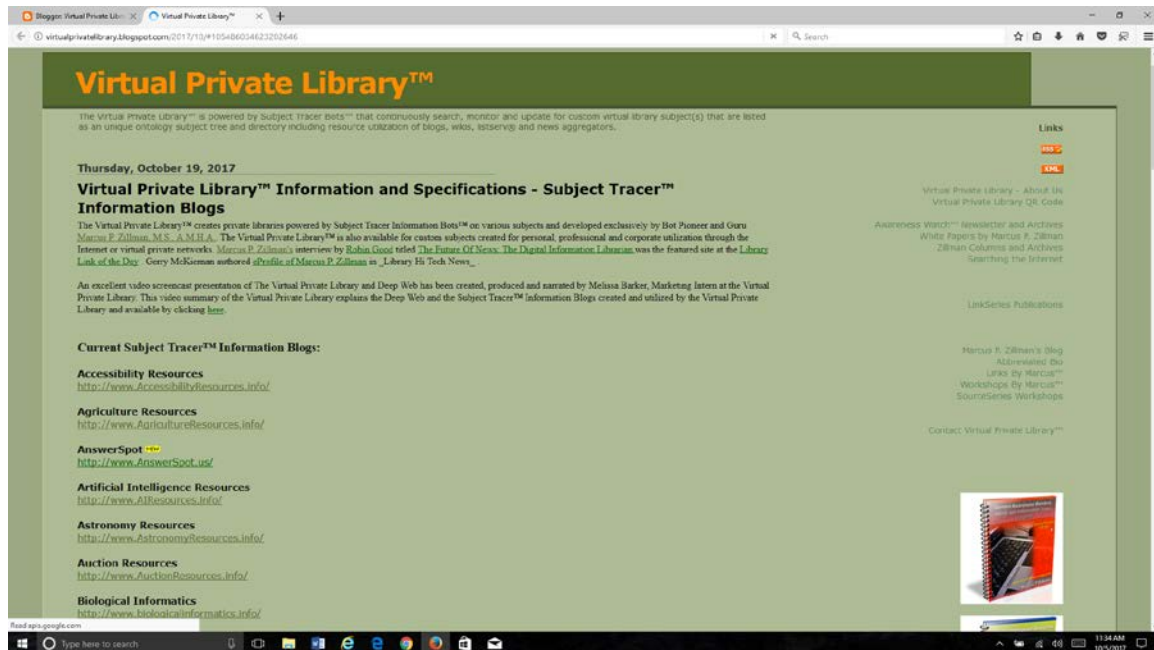 Blogger: Virtual Private Libr
Virtual Private Library™
virtualprivatelibrary.blogspot.com/2017/10/#105486034623202646
Search
Virtual Private Library™
The Virtual Private Library™ is powered by Subject Tracer Bots™ that continuously search, monitor and update for custom virtual library subject(s) that are listed
as an unique ontology subject tree and directory including resource utilization of blogs, wikis, listserv® and news aggregators.
Thursday, October 19, 2017
Virtual Private Library™ Information and Specifications - Subject Tracer™
Information Blogs
The Virtual Private Library™ creates private libraries powered by Subject Tracer Information Bots™ on various subjects and developed exclusively by Bot Pioneer and Guru
Marcus P. Zillman, M.S., A.M.H.A.. The Virtual Private Library™ is also available for custom subjects created for personal, professional and corporate utilization through the
Internet or virtual private networks. Marcus P. Zillman's interview by Robin Good titled The Future Of News: The Digital Information Librarian was the featured site at the Library
Link of the Day. Gerry McKiernan authored eProfile of Marcus P. Zillman in _Library Hi Tech News_
An excellent video screencast presentation of The Virtual Private Library and Deep Web has been created, produced and narrated by Melissa Barker, Marketing Intern at the Virtual
Private Library. This video summary of the Virtual Private Library explains the Deep Web and the Subject Tracer™ Information Blogs created and utilized by the Virtual Private
Library and available by clicking here.
Current Subject Tracer™ Information Blogs:
Accessibility Resources
http://www.AccessibilityResources.info/
Agriculture Resources
http://www.AgricultureResources.info/
AnswerSpot NEW
http://www.AnswerSpot.us/
Artificial Intelligence Resources
http://www.AIResources.info/
Astronomy Resources
http://www.AstronomyResources.info/
Auction Resources
http://www.AuctionResources.info/
Biological Informatics
http://www.biologicalinformatics.info/
Links
RSS
XML
Virtual Private Library - About Us
Virtual Private Library QR Code
Awareness Watch™ Newsletter and Archives
White Papers by Marcus P. Zillman
Zillman Columns and Archives
Searching the Internet
LinkSeries Publications
Marcus P. Zillman's Blog
Abbreviated Bio
Links By Marcus™
Workshops By Marcus™
SourceSeries Workshops
Contact Virtual Private Library™
Read apis.google.com
Type here to search
11:34 AM
10/5/2017